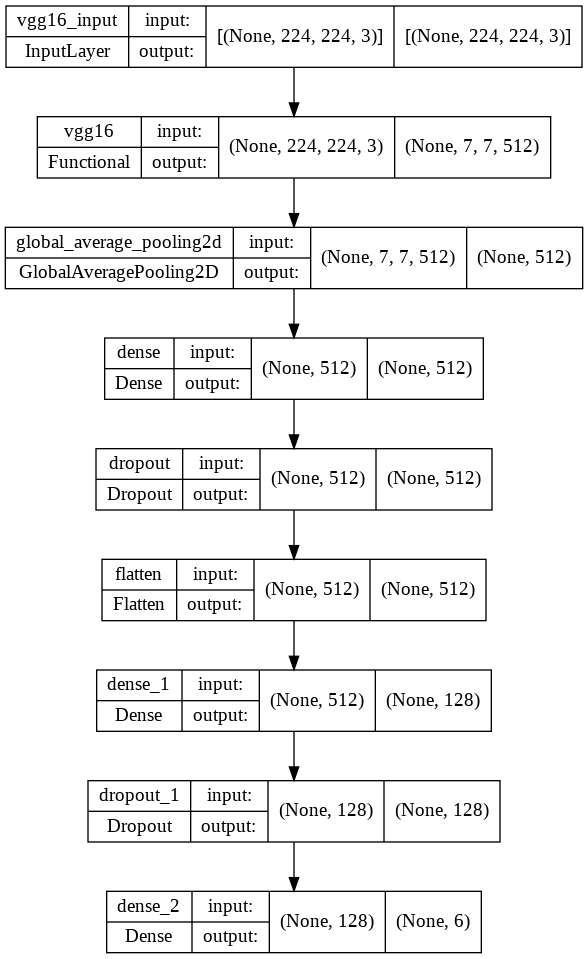 vgg16_input input: [(None, 224, 224, 3)] [(None, 224, 224, 3)]
InputLayer output:
vgg16 input: (None, 224, 224, 3) (None, 7, 7, 512)
Functional output:
global_average_pooling2d input: (None, 7, 7, 512) (None, 512)
GlobalAveragePooling2D output:
dense input: (None, 512) (None, 512)
Dense output:
dropout input: (None, 512) (None, 512)
Dropout output:
flatten input: (None, 512) (None, 512)
Flatten output:
dense_1 input: (None, 512) (None, 128)
Dense output:
dropout_1 input: (None, 128) (None, 128)
Dropout output:
dense_2 input: (None, 128) (None, 6)
Dense output: